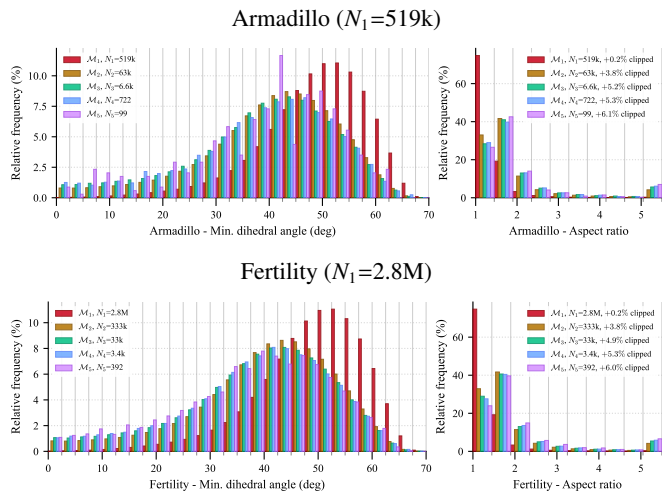 Armadillo (N₁=519k)
Relative frequency (%)
10.0
7.5
5.0
2.5
0.0
ℳ₁, N₁=519k
ℳ₂, N₂=63k
ℳ₃, N₃=6.6k
ℳ₄, N₄=722
ℳ₅, N₅=99
0 10 20 30 40 50 60 70
Armadillo - Min. dihedral angle (deg)
Relative frequency (%)
60
40
20
0
ℳ₁, N₁=519k, +0.2% clipped
ℳ₂, N₂=63k, +3.8% clipped
ℳ₃, N₃=6.6k, +5.2% clipped
ℳ₄, N₄=722, +5.3% clipped
ℳ₅, N₅=99, +6.1% clipped
1 2 3 4 5
Armadillo - Aspect ratio
Fertility (N₁=2.8M)
Relative frequency (%)
10
8
6
4
2
0
ℳ₁, N₁=2.8M
ℳ₂, N₂=333k
ℳ₃, N₃=33k
ℳ₄, N₄=3.4k
ℳ₅, N₅=392
0 10 20 30 40 50 60 70
Fertility - Min. dihedral angle (deg)
Relative frequency (%)
60
40
20
0
ℳ₁, N₁=2.8M, +0.2% clipped
ℳ₂, N₂=333k, +3.8% clipped
ℳ₃, N₃=33k, +4.9% clipped
ℳ₄, N₄=3.4k, +5.3% clipped
ℳ₅, N₅=392, +6.0% clipped
1 2 3 4 5
Fertility - Aspect ratio